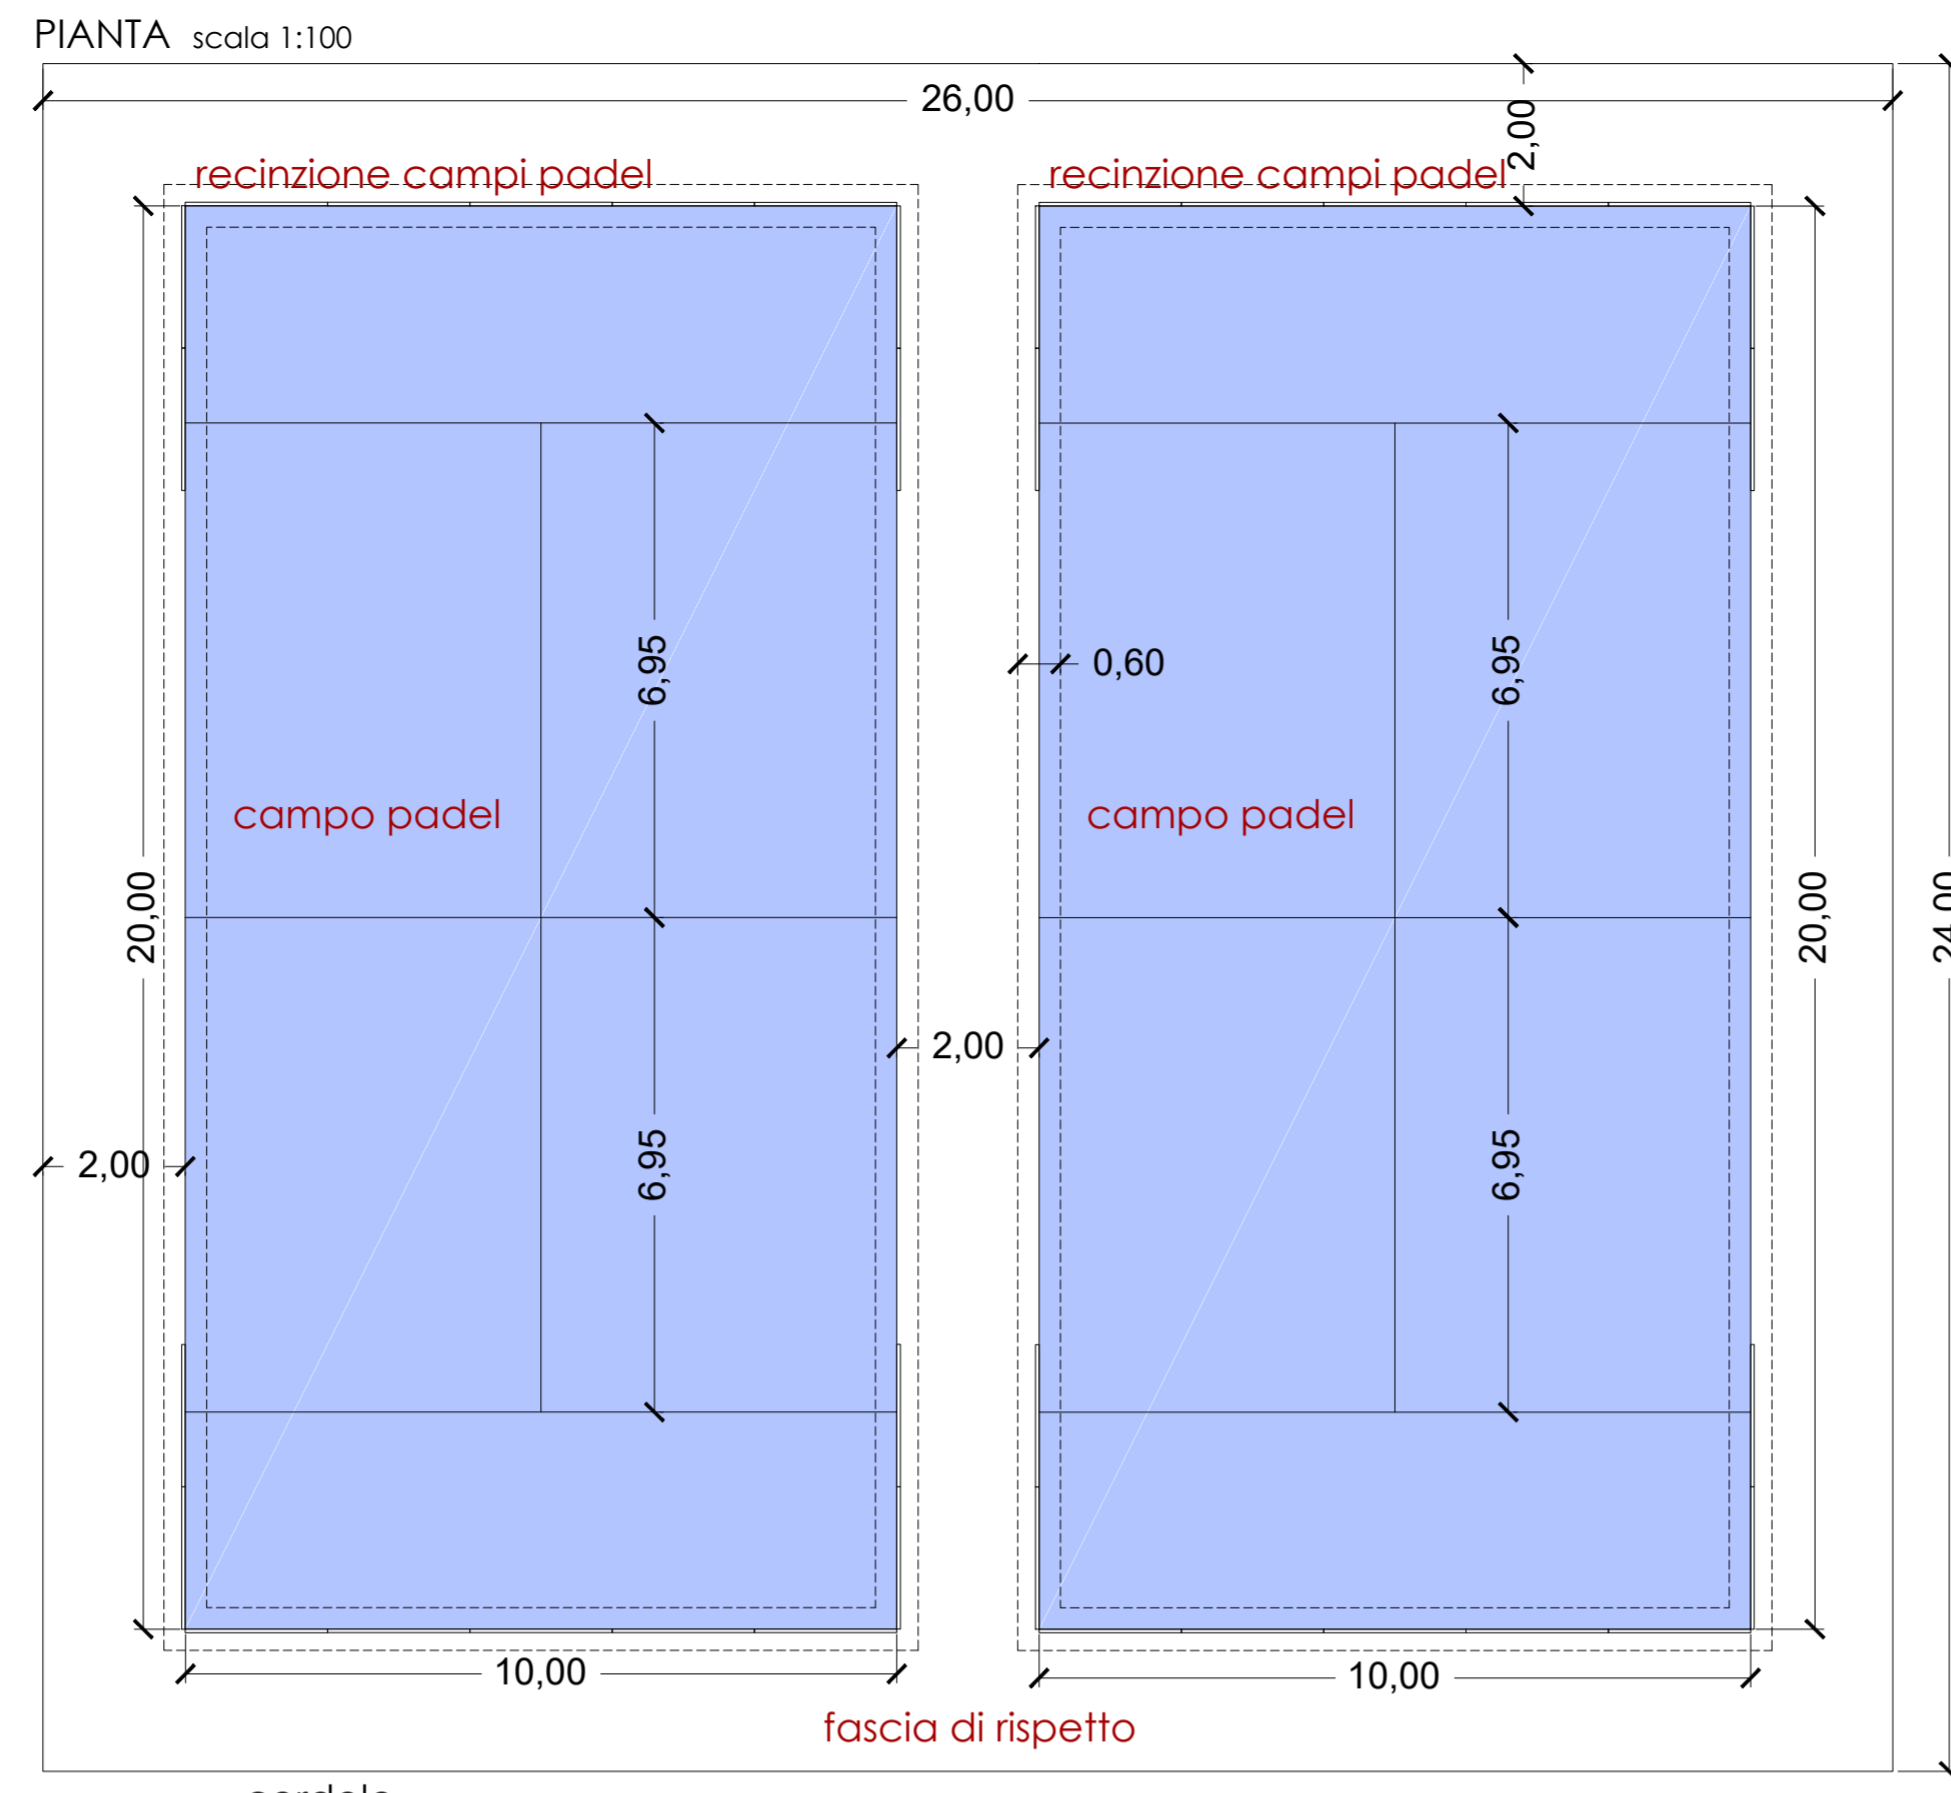 PIANTA scala 1:100
26,00
2,00
recinzione campi padel
recinzione campi padel
6,95
6,95
0,60
campo padel
campo padel
20,00
20,00
24,00
2,00
2,00
6,95
6,95
10,00
10,00
fascia di rispetto